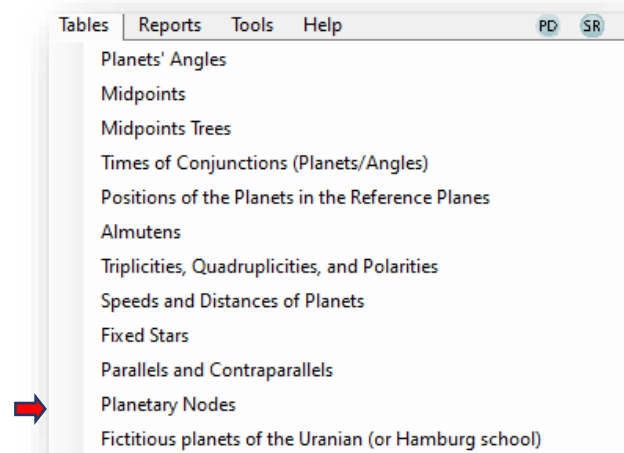 Tables Reports Tools Help PD SR
Planets' Angles
Midpoints
Midpoints Trees
Times of Conjunctions (Planets/Angles)
Positions of the Planets in the Reference Planes
Almutens
Triplicities, Quadruplicities, and Polarities
Speeds and Distances of Planets
Fixed Stars
Parallels and Contraparallels
Planetary Nodes
Fictitious planets of the Uranian (or Hamburg school)